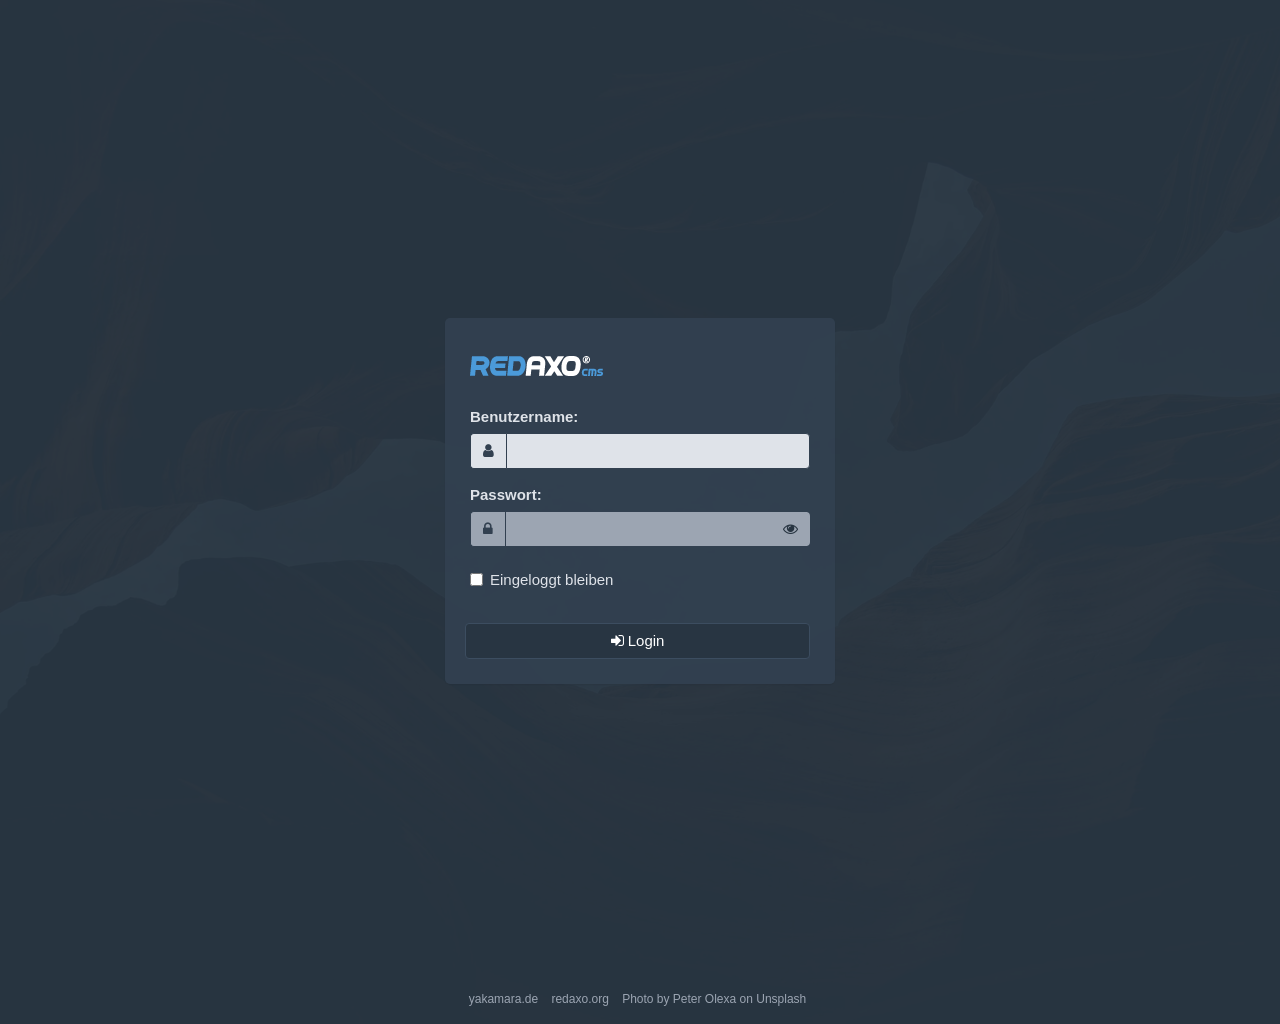 REDAXO® cms
Benutzername:
Passwort:
Eingeloggt bleiben
Login
yakamara.de redaxo.org Photo by Peter Olexa on Unsplash